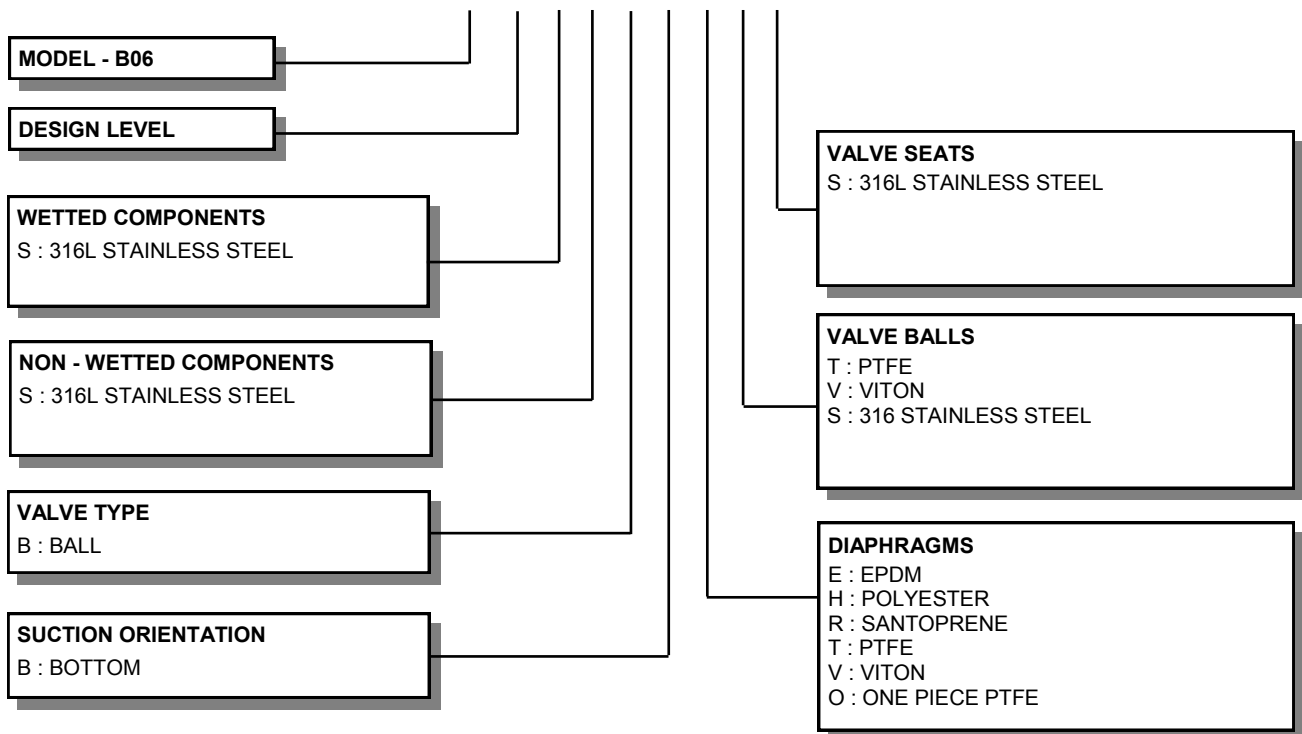 MODEL - B06
DESIGN LEVEL
WETTED COMPONENTS
S : 316L STAINLESS STEEL
NON - WETTED COMPONENTS
S : 316L STAINLESS STEEL
VALVE TYPE
B : BALL
SUCTION ORIENTATION
B : BOTTOM
VALVE SEATS
S : 316L STAINLESS STEEL
VALVE BALLS
T : PTFE
V : VITON
S : 316 STAINLESS STEEL
DIAPHRAGMS
E : EPDM
H : POLYESTER
R : SANTOPRENE
T : PTFE
V : VITON
O : ONE PIECE PTFE